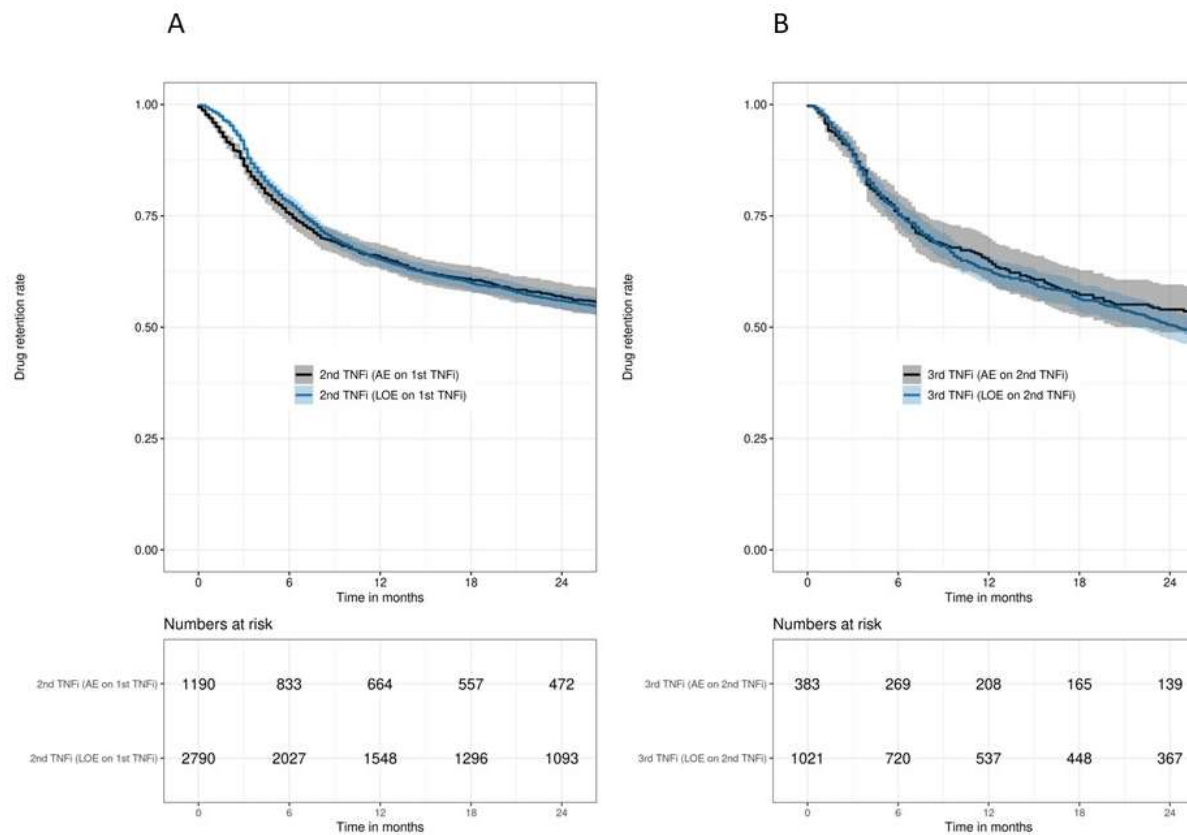 A
Drug retention rate
1.00
0.75
0.50
0.25
0.00
2nd TNFi (AE on 1st TNFi)
2nd TNFi (LOE on 1st TNFi)
0 6 12 18 24
Time in months
Numbers at risk
2nd TNFi (AE on 1st TNFi) 1190 833 664 557 472
2nd TNFi (LOE on 1st TNFi) 2790 2027 1548 1296 1093
0 6 12 18 24
Time in months
B
Drug retention rate
1.00
0.75
0.50
0.25
0.00
3rd TNFi (AE on 2nd TNFi)
3rd TNFi (LOE on 2nd TNFi)
0 6 12 18 24
Time in months
Numbers at risk
3rd TNFi (AE on 2nd TNFi) 383 269 208 165 139
3rd TNFi (LOE on 2nd TNFi) 1021 720 537 448 367
0 6 12 18 24
Time in months